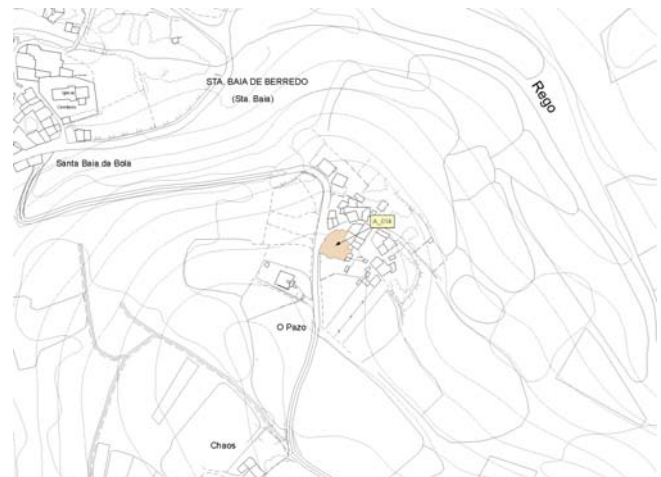 STA. BAIA DE BERREDO
(Sta. Baia)
Rego
Santa Baia da Bola
A_014
O Pazo
Chaos